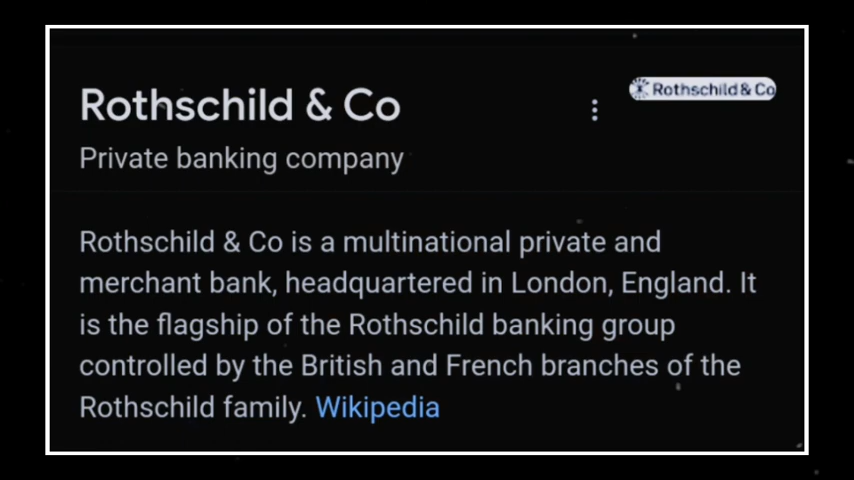 Rothschild & Co
Rothschild & Co
Private banking company
Rothschild & Co is a multinational private and
merchant bank, headquartered in London, England. It
is the flagship of the Rothschild banking group
controlled by the British and French branches of the
Rothschild family. Wikipedia